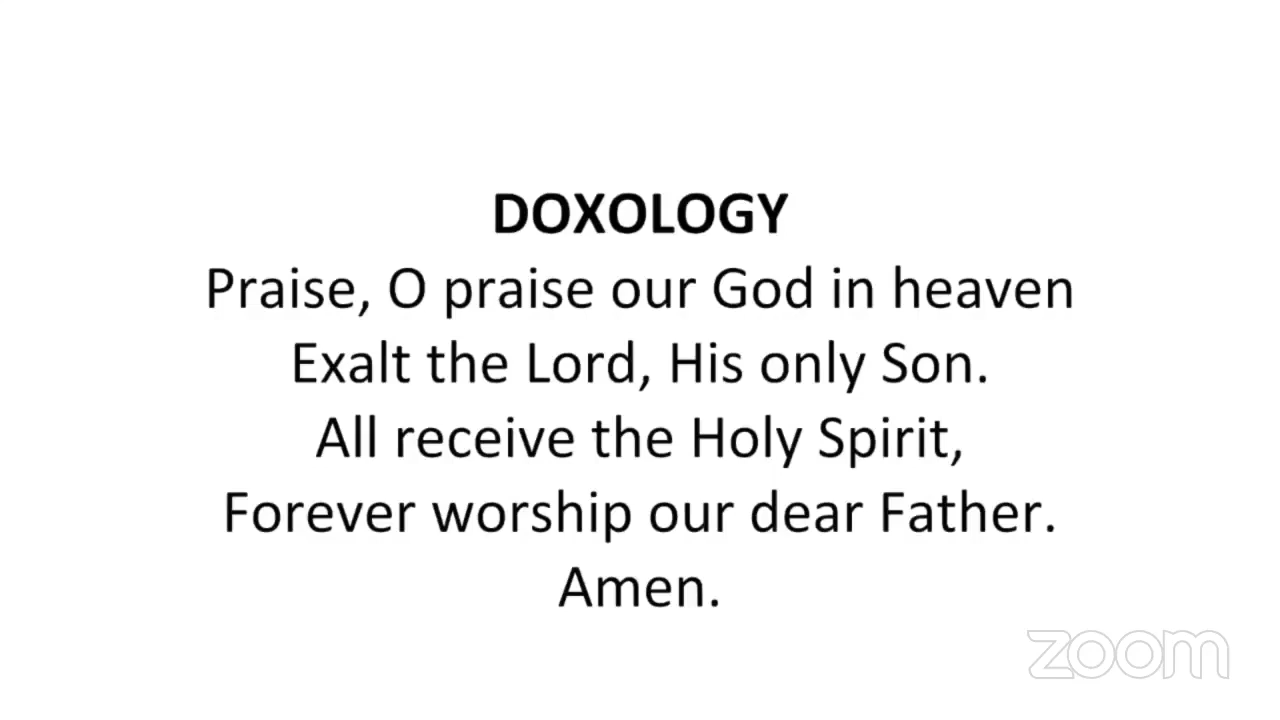 DOXOLOGY
Praise, O praise our God in heaven
Exalt the Lord, His only Son.
All receive the Holy Spirit,
Forever worship our dear Father.
Amen.
zoom